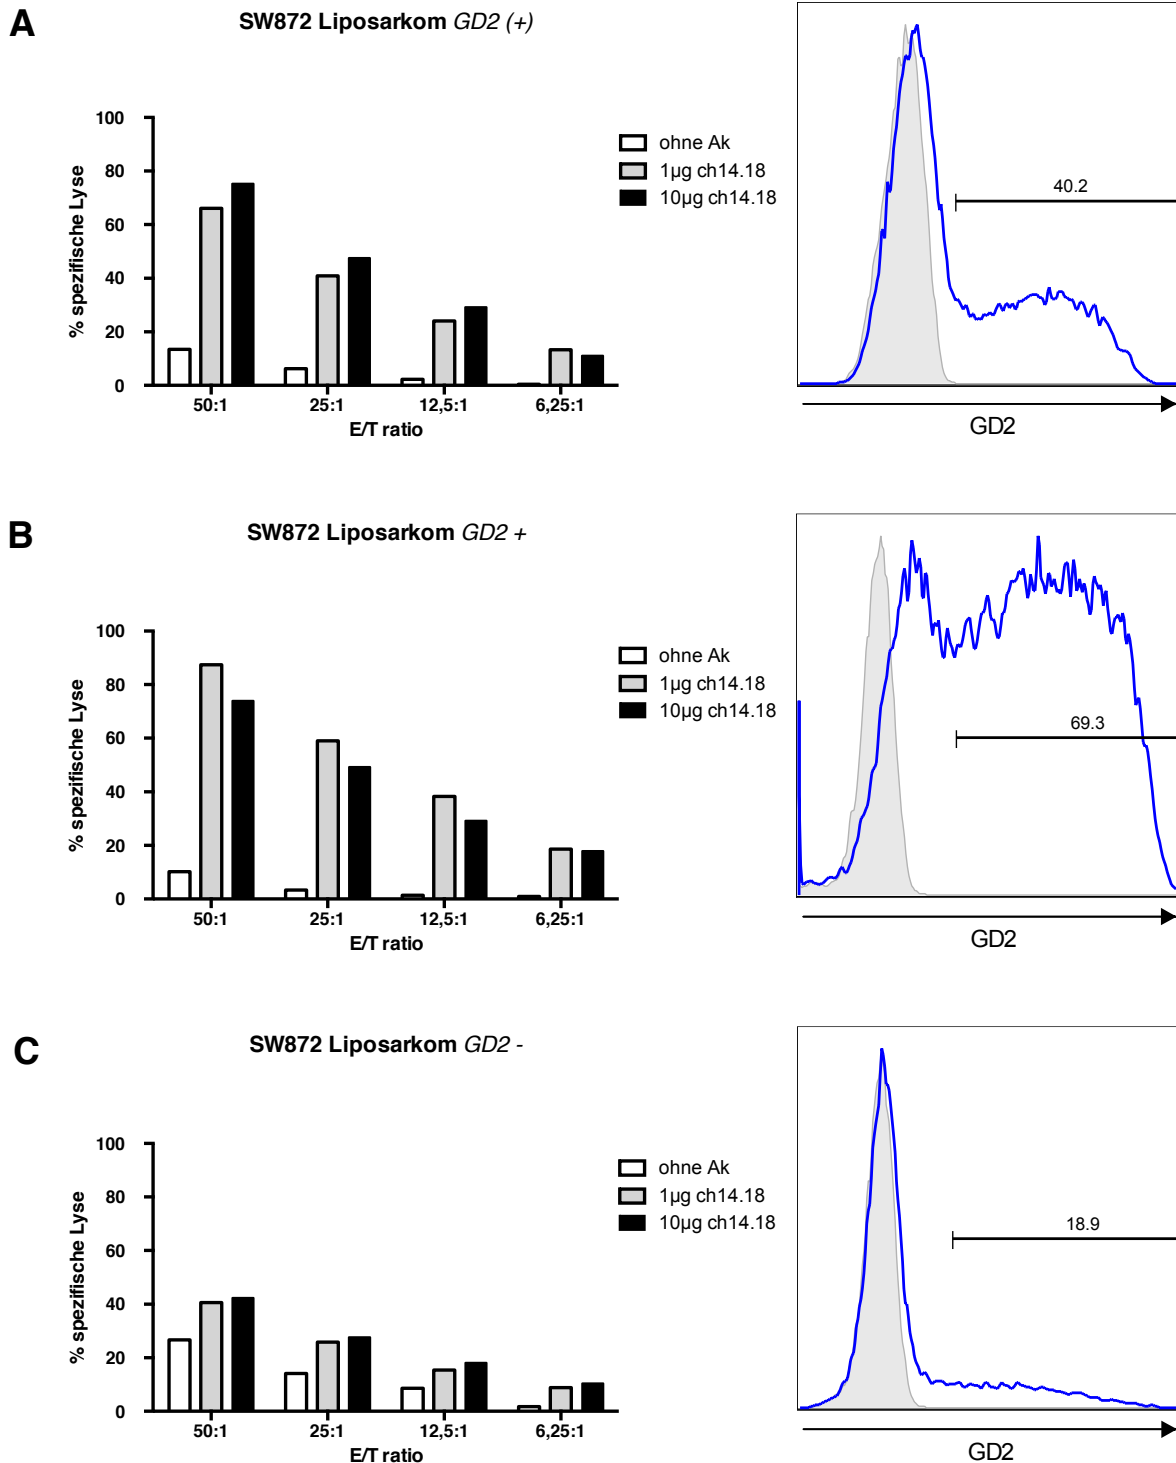 A
SW872 Liposarkom GD2 (+)
% spezifische Lyse
100
80
60
40
20
0
50:1
25:1
12,5:1
6,25:1
E/T ratio
ohne Ak
1µg ch14.18
10µg ch14.18
40.2
GD2
B
SW872 Liposarkom GD2 +
% spezifische Lyse
100
80
60
40
20
0
50:1
25:1
12,5:1
6,25:1
E/T ratio
ohne Ak
1µg ch14.18
10µg ch14.18
69.3
GD2
C
SW872 Liposarkom GD2 -
% spezifische Lyse
100
80
60
40
20
0
50:1
25:1
12,5:1
6,25:1
E/T ratio
ohne Ak
1µg ch14.18
10µg ch14.18
18.9
GD2